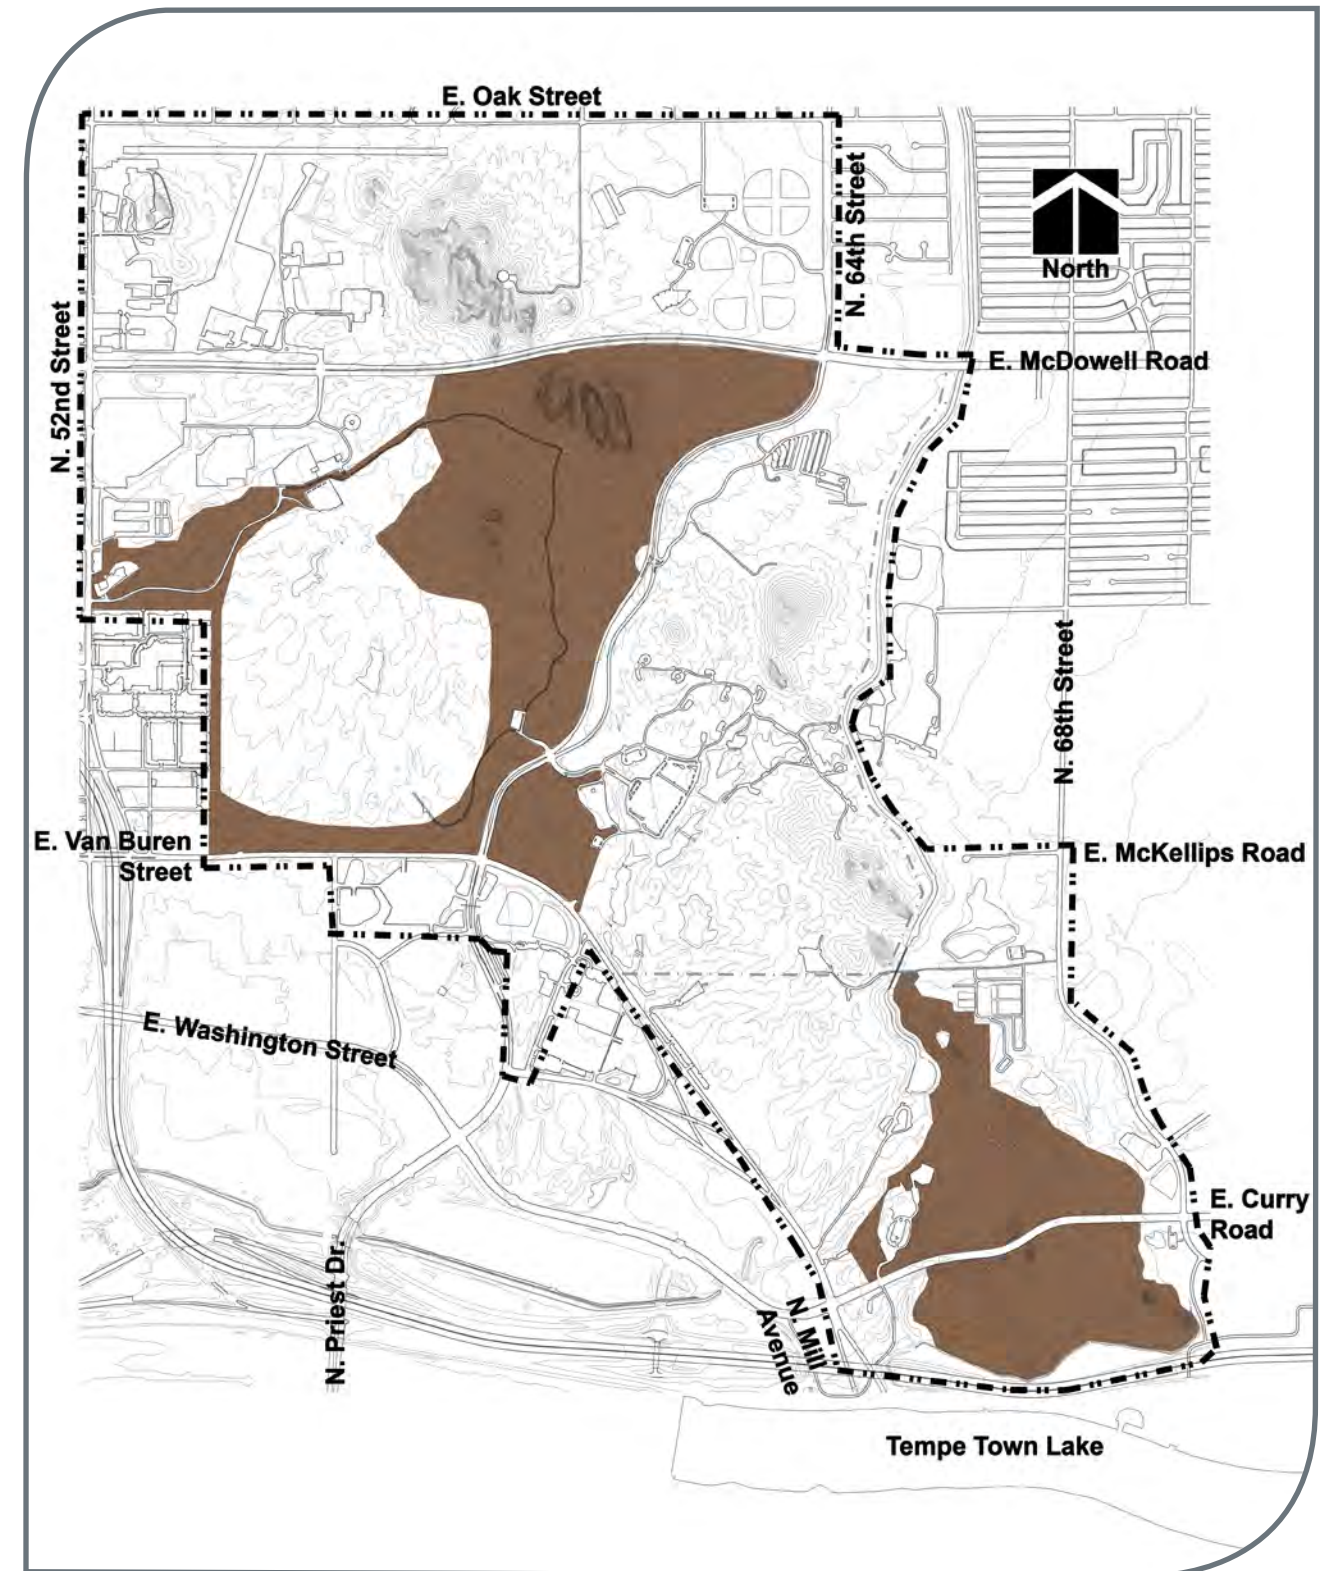 E. Oak Street
N. 64th Street
North
E. McDowell Road
N. 52nd Street
N. 68th Street
E. Van Buren
Street
E. McKellips Road
E. Washington Street
E. Curry
Road
N. Priest Dr.
N. Mill
Avenue
Tempe Town Lake